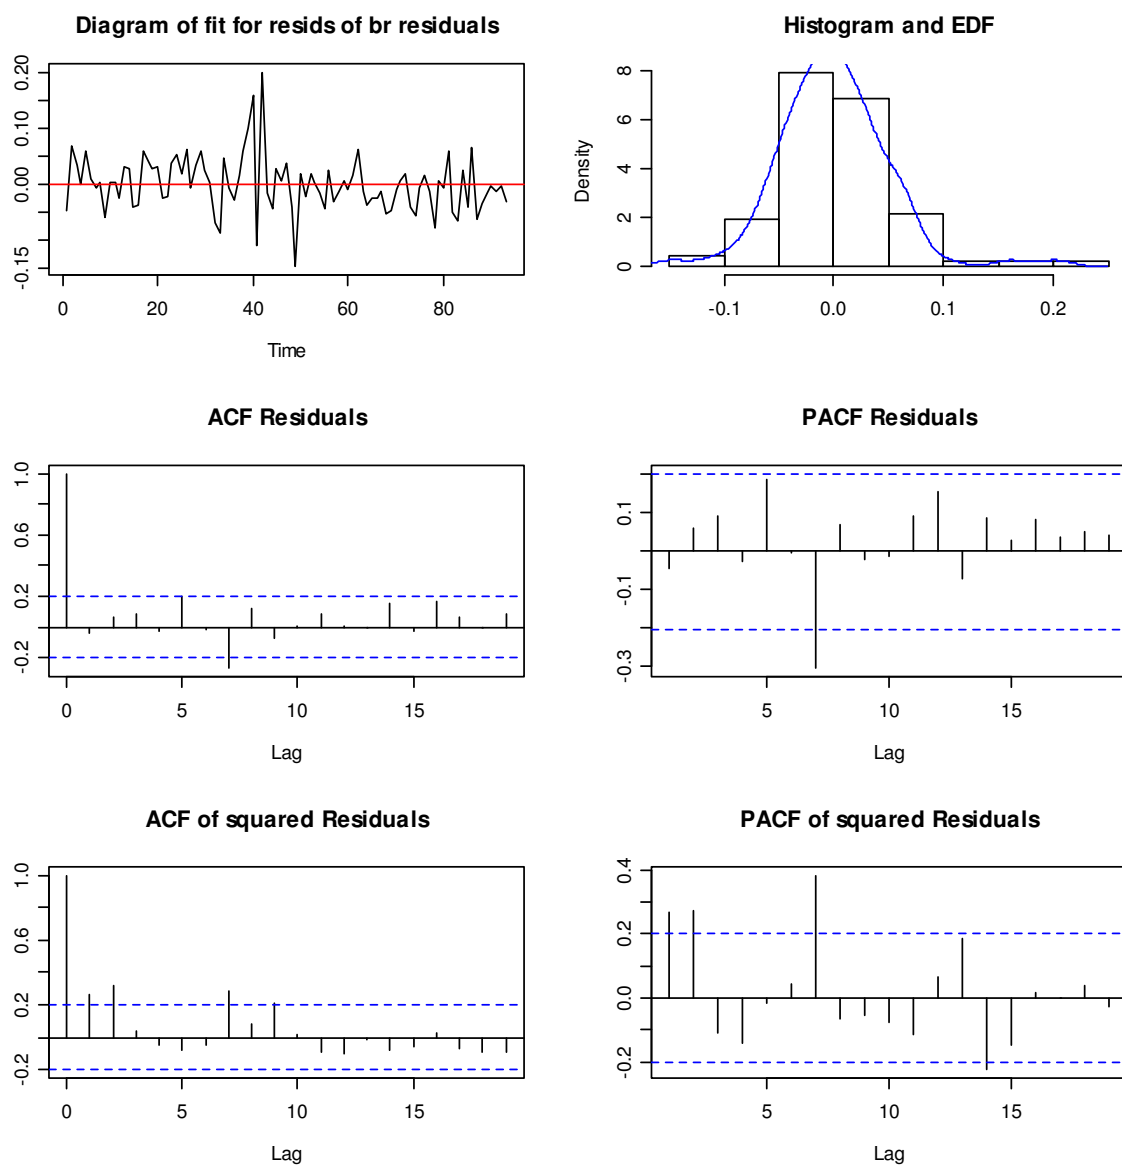 Diagram of fit for resids of br residuals
0.20
0.10
0.00
-0.15
0 20 40 60 80
Time
Histogram and EDF
Density
8
6
4
2
0
-0.1 0.0 0.1 0.2
ACF Residuals
1.0
0.6
0.2
-0.2
0 5 10 15
Lag
PACF Residuals
0.1
-0.1
-0.3
5 10 15
Lag
ACF of squared Residuals
1.0
0.6
0.2
-0.2
0 5 10 15
Lag
PACF of squared Residuals
0.4
0.2
0.0
-0.2
5 10 15
Lag